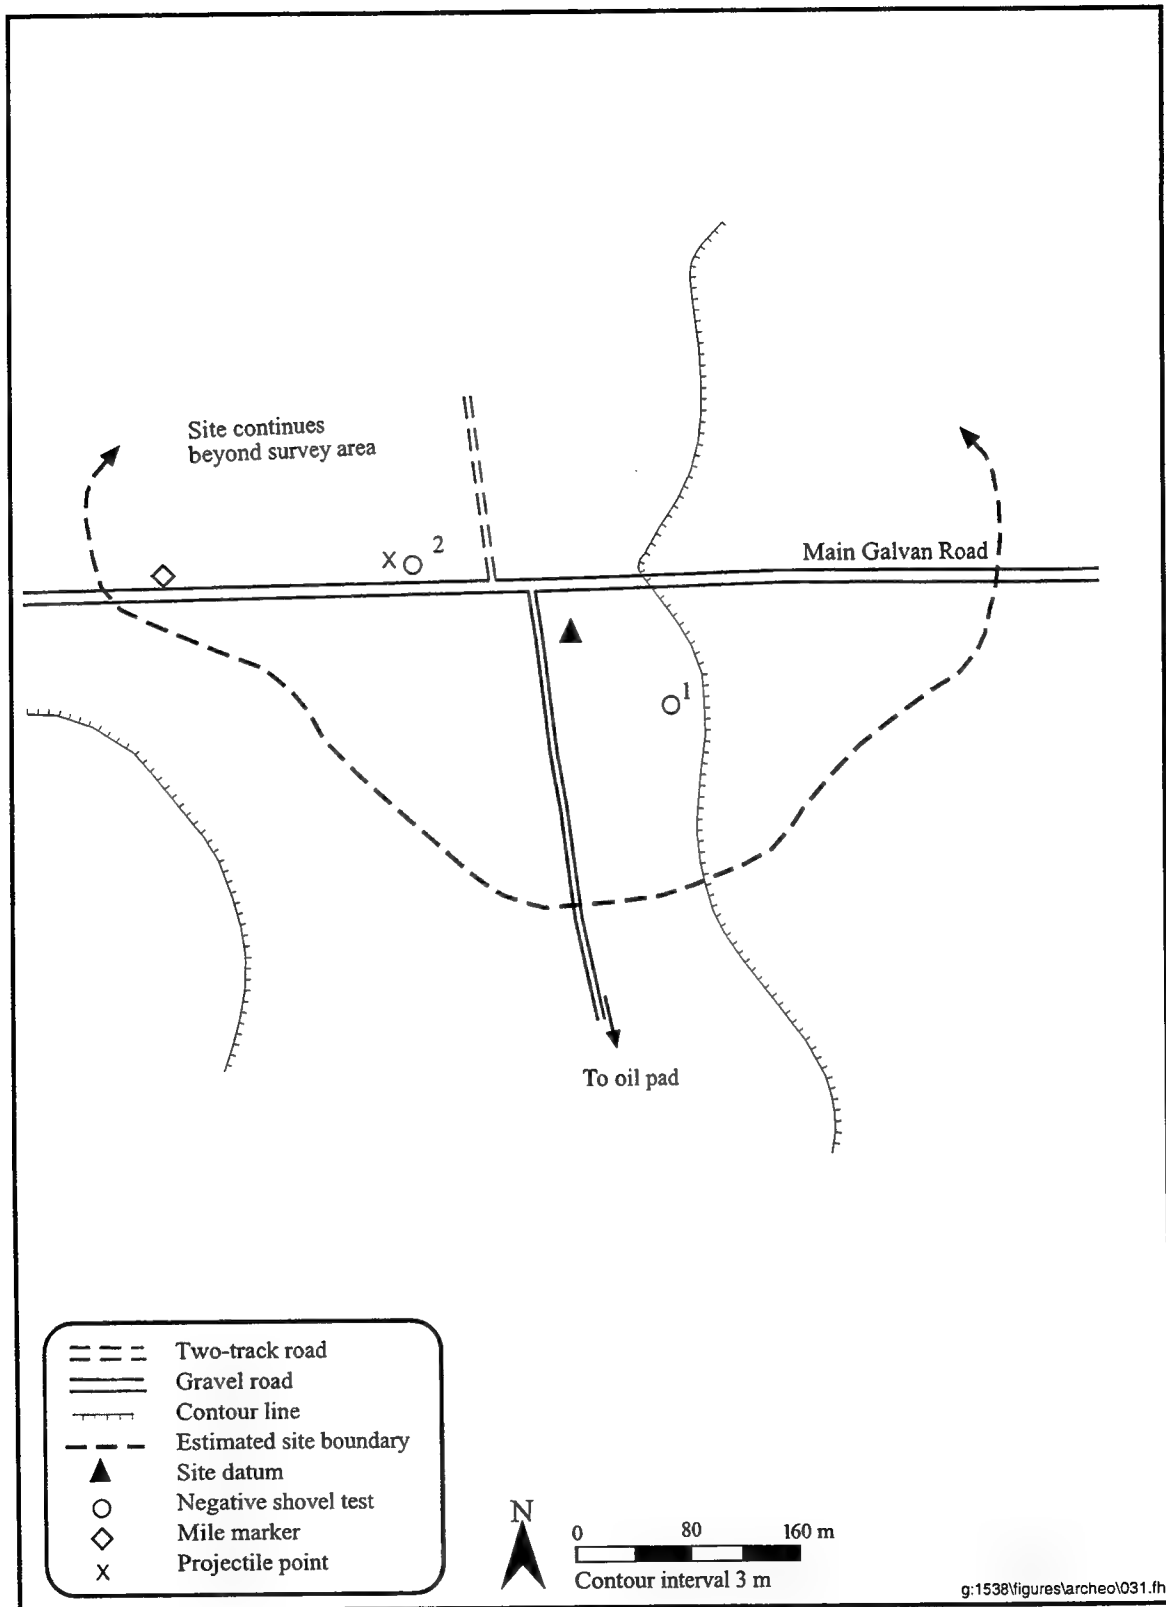 Site continues
beyond survey area
X 2
Main Galvan Road
1
To oil pad
Two-track road
Gravel road
Contour line
Estimated site boundary
Site datum
Negative shovel test
Mile marker
X Projectile point
N
0 80 160 m
Contour interval 3 m
g:1538\figures\archeo\031.fh